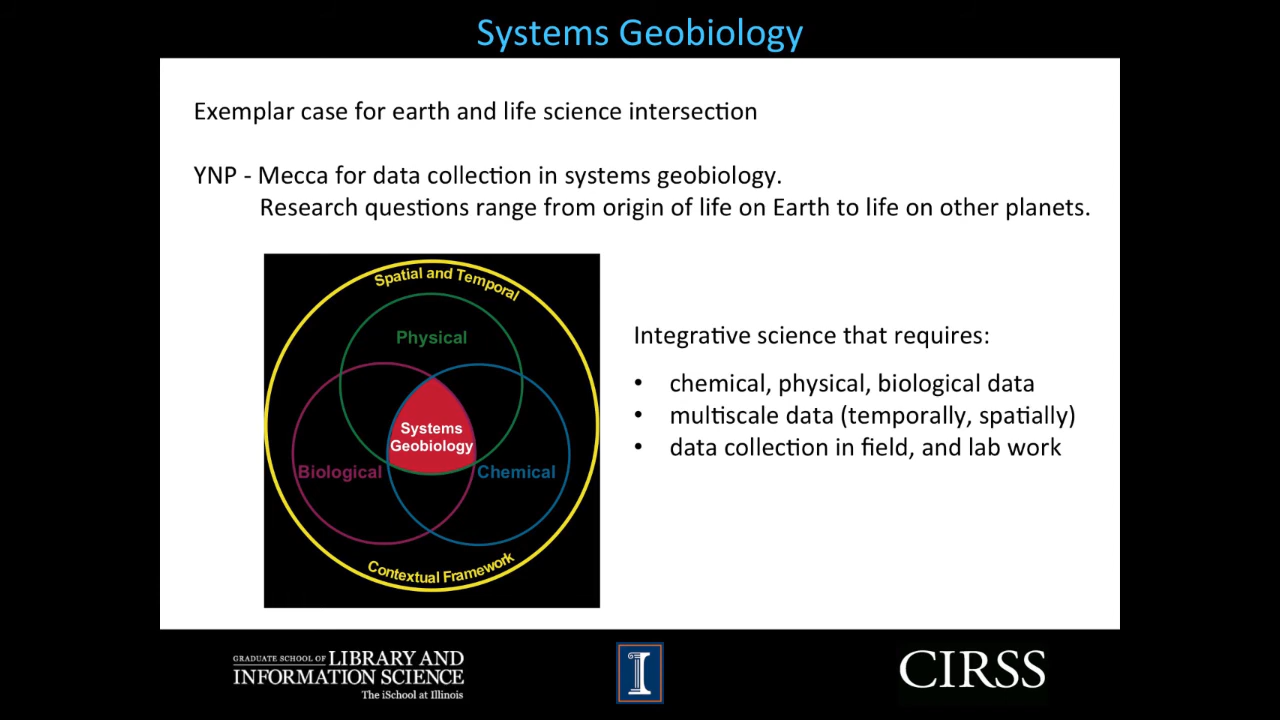 Systems Geobiology
Exemplar case for earth and life science intersection
YNP - Mecca for data collection in systems geobiology.
Research questions range from origin of life on Earth to life on other planets.
Spatial and Temporal
Physical
Systems
Geobiology
Biological
Chemical
Contextual Framework
Integrative science that requires:
• chemical, physical, biological data
• multiscale data (temporally, spatially)
• data collection in field, and lab work
GRADUATE SCHOOL OF LIBRARY AND
INFORMATION SCIENCE
The iSchool at Illinois
I
CIRSS